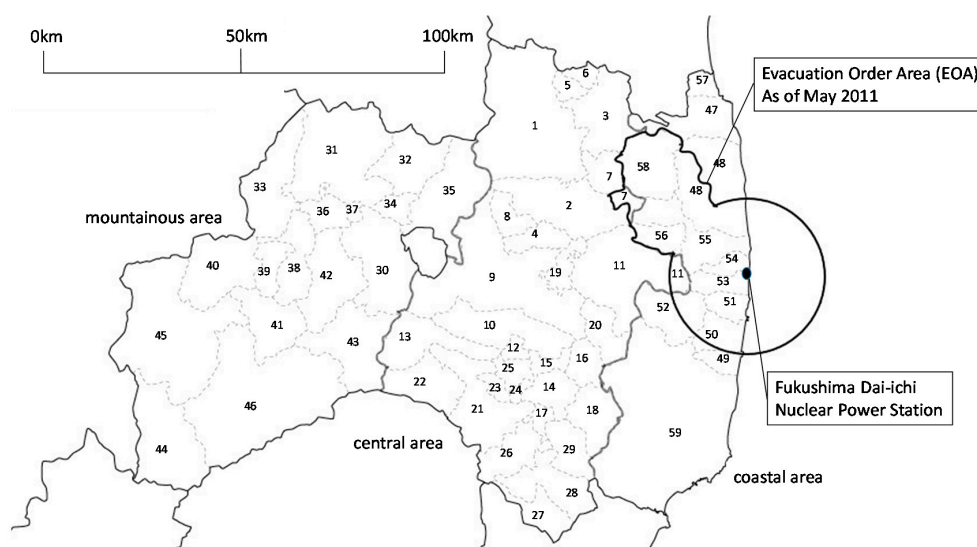 0km 50km 100km
Evacuation Order Area (EOA)
As of May 2011
57
6
5
47
3
1
31
32
48
58
33
35
7
48
7
36 37 34
2
8
mountainous area
4
56 55
54
40 39 38 42 30
9 19 11 11
53
51
52
41 10 20
45
43 13
50
12
49
15 16
25
22
23 24 14
Fukushima Dai-ichi
Nuclear Power Station
46
21 17 18
59
central area
44
26 29
coastal area
28
27